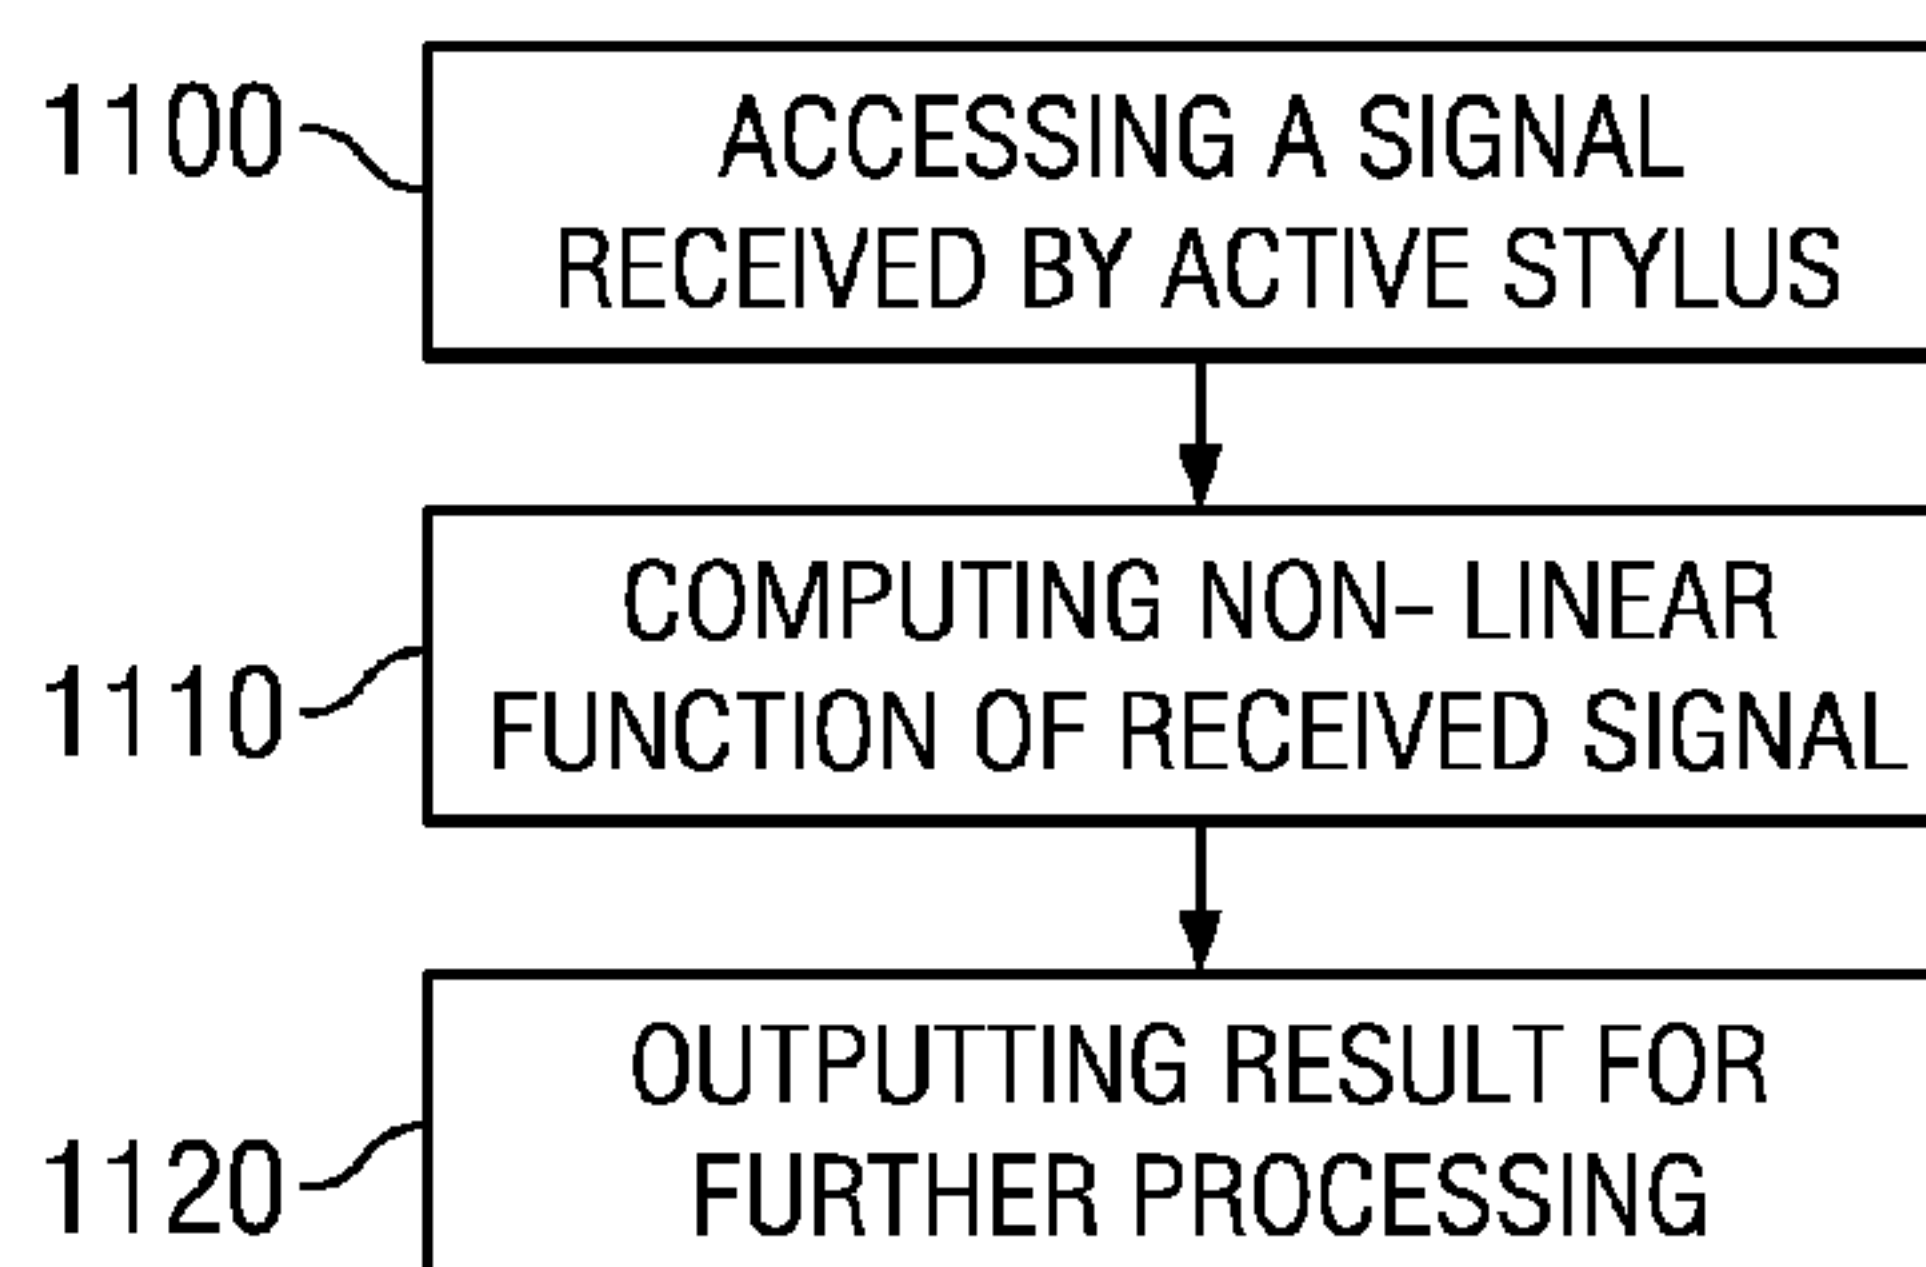 1100
ACCESSING A SIGNAL
RECEIVED BY ACTIVE STYLUS
1110
COMPUTING NON- LINEAR
FUNCTION OF RECEIVED SIGNAL
1120
OUTPUTTING RESULT FOR
FURTHER PROCESSING